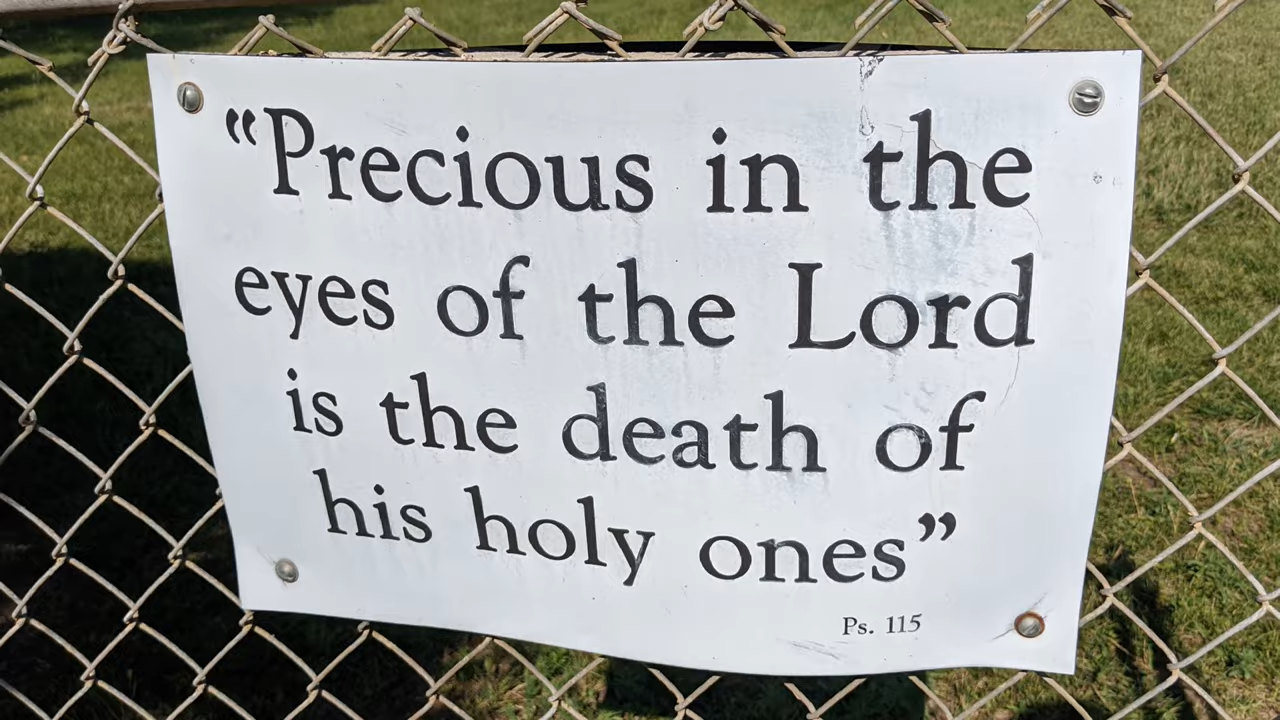 “Precious in the
eyes of the Lord
is the death of
his holy ones”
Ps. 115